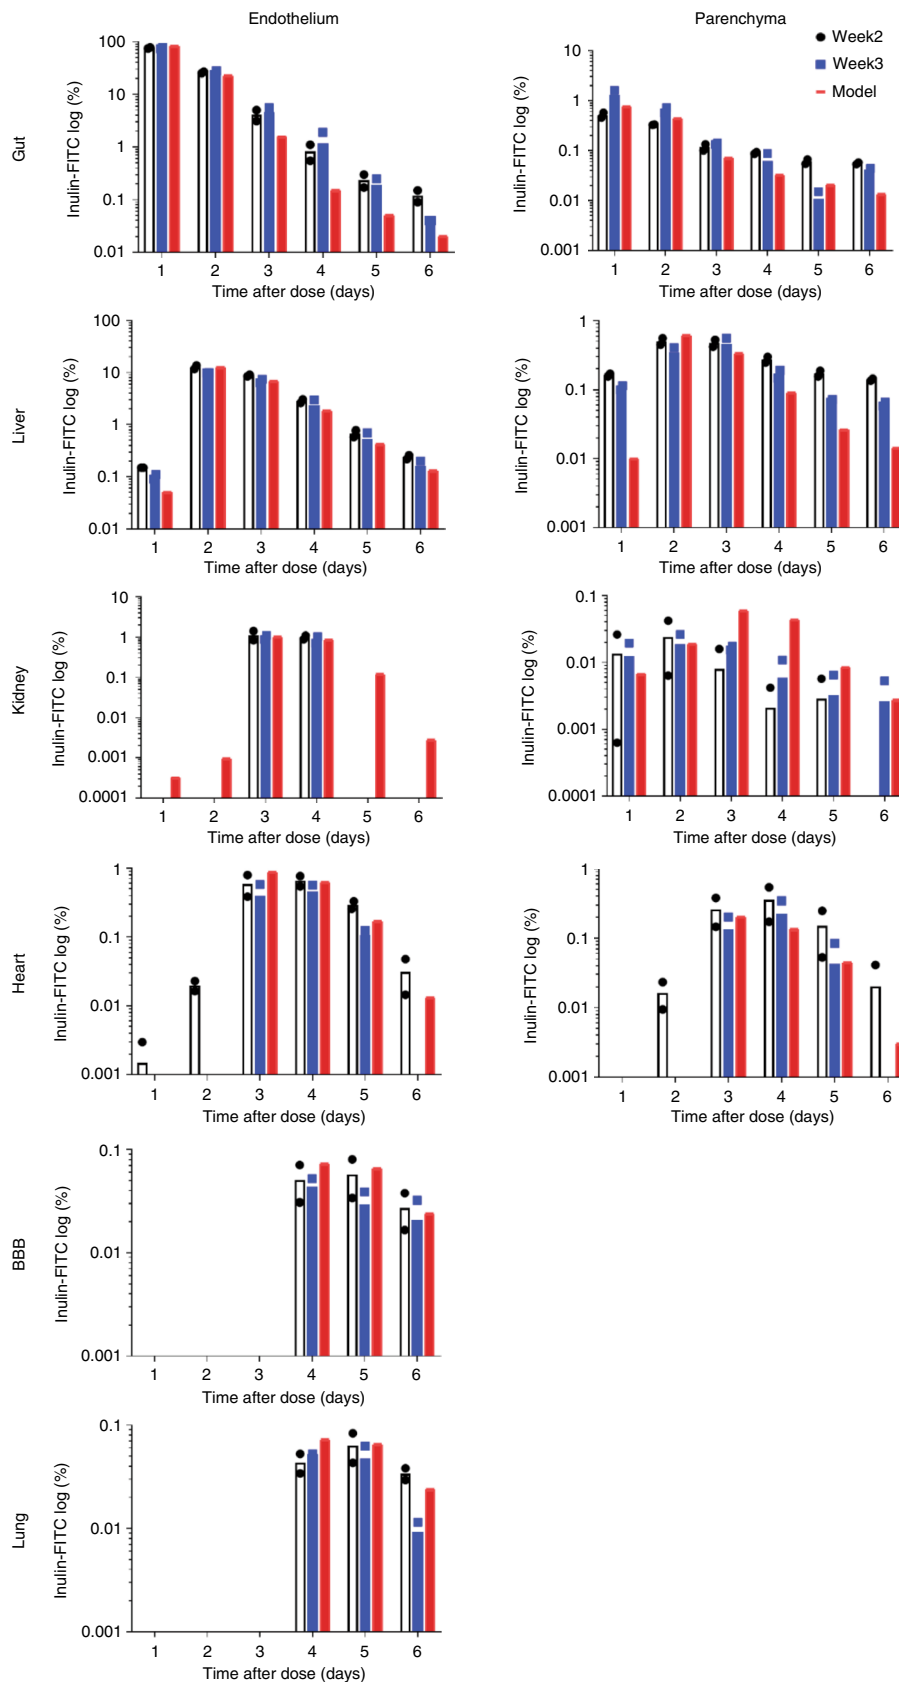 Endothelium
Parenchyma
Week2
Week3
Model
Gut
Inulin-FITC log (%)
100
10
1
0.1
0.01
1 2 3 4 5 6
Time after dose (days)
Inulin-FITC log (%)
10
1
0.1
0.01
0.001
1 2 3 4 5 6
Time after dose (days)
Liver
Inulin-FITC log (%)
100
10
1
0.1
0.01
1 2 3 4 5 6
Time after dose (days)
Inulin-FITC log (%)
1
0.1
0.01
0.001
1 2 3 4 5 6
Time after dose (days)
Kidney
Inulin-FITC log (%)
10
1
0.1
0.01
0.001
0.0001
1 2 3 4 5 6
Time after dose (days)
Inulin-FITC log (%)
0.1
0.01
0.001
0.0001
1 2 3 4 5 6
Time after dose (days)
Heart
Inulin-FITC log (%)
1
0.1
0.01
0.001
1 2 3 4 5 6
Time after dose (days)
Inulin-FITC log (%)
1
0.1
0.01
0.001
1 2 3 4 5 6
Time after dose (days)
BBB
Inulin-FITC log (%)
0.1
0.01
0.001
1 2 3 4 5 6
Time after dose (days)
Lung
Inulin-FITC log (%)
0.1
0.01
0.001
1 2 3 4 5 6
Time after dose (days)